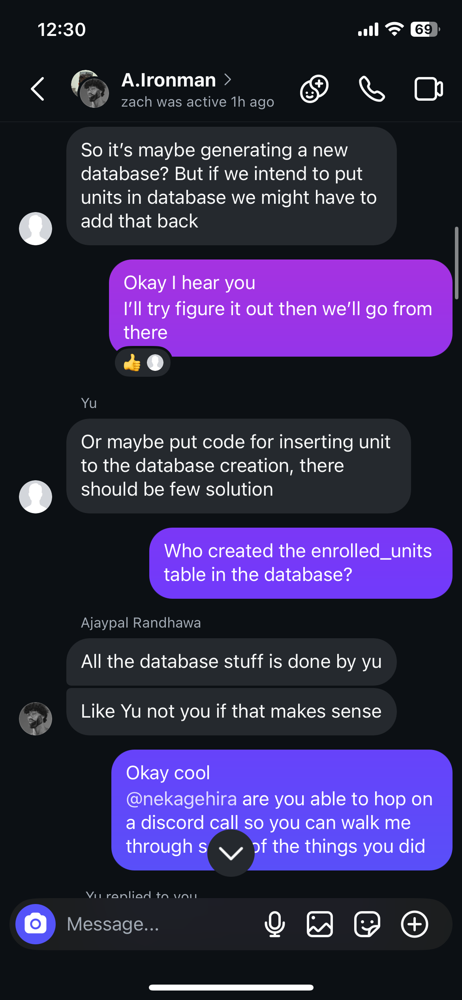 12:30
69
A.Ironman
zach was active 1h ago
So it’s maybe generating a new
database? But if we intend to put
units in database we might have to
add that back
Okay I hear you
I’ll try figure it out then we’ll go from
there
Yu
Or maybe put code for inserting unit
to the database creation, there
should be few solution
Who created the enrolled_units
table in the database?
Ajaypal Randhawa
All the database stuff is done by yu
Like Yu not you if that makes sense
Okay cool
@nekagehira are you able to hop on
a discord call so you can walk me
through of the things you did
Yu replied to you
Message...